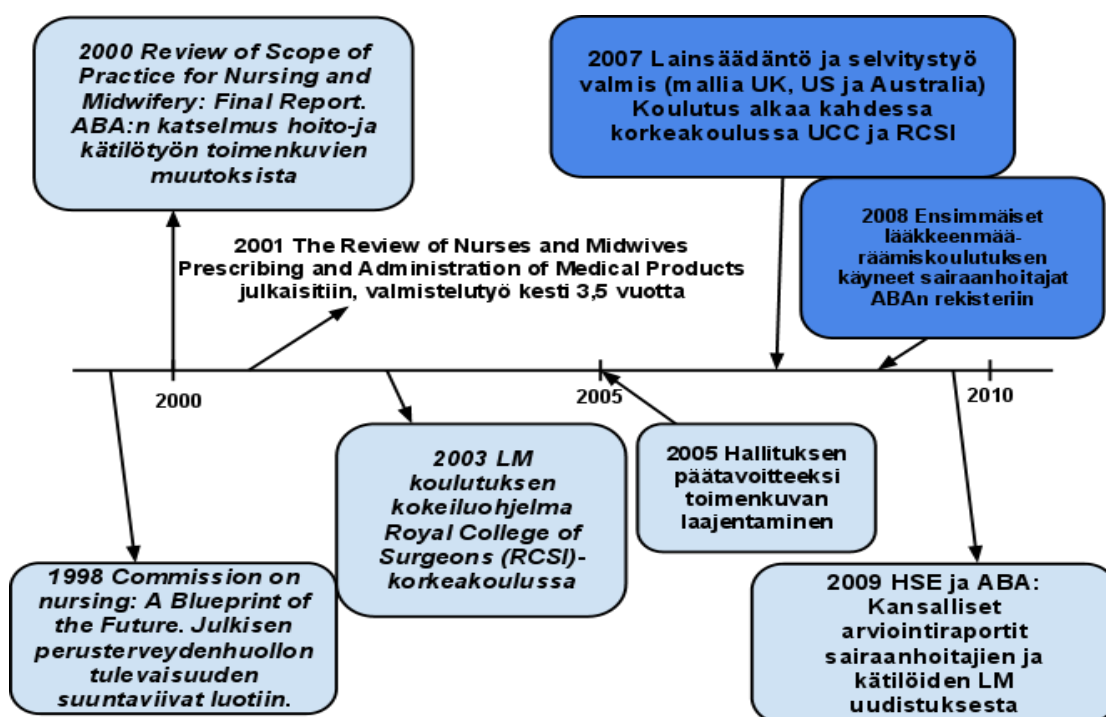 2000 Review of Scope of
Practice for Nursing and
Midwifery: Final Report.
ABA:n katselmus hoito-ja
kätilötyön toimenkuvien
muutoksista
2007 Lainsäädäntö ja selvitystyö
valmis (mallia UK, US ja Australia)
Koulutus alkaa kahdessa
korkeakoulussa UCC ja RCSI
2008 Ensimmäiset
lääkkeenmää-
räämiskoulutuksen
käyneet sairaanhoitajat
ABAn rekisteriin
2001 The Review of Nurses and Midwives
Prescribing and Administration of Medical Products
julkaisitiin, valmistelutyö kesti 3,5 vuotta
2000
2005
2010
2003 LM
koulutuksen
kokeiluohjelma
Royal College of
Surgeons (RCSI)-
korkeakoulussa
2005 Hallituksen
päätavoitteeksi
toimenkuvan
laajentaminen
1998 Commission on
nursing: A Blueprint of
the Future. Julkisen
perusterveydenhuollon
tulevaisuuden
suuntaviivat luotiin.
2009 HSE ja ABA:
Kansalliset
arviointiraportit
sairaanhoitajien ja
kätilöiden LM
uudistuksesta